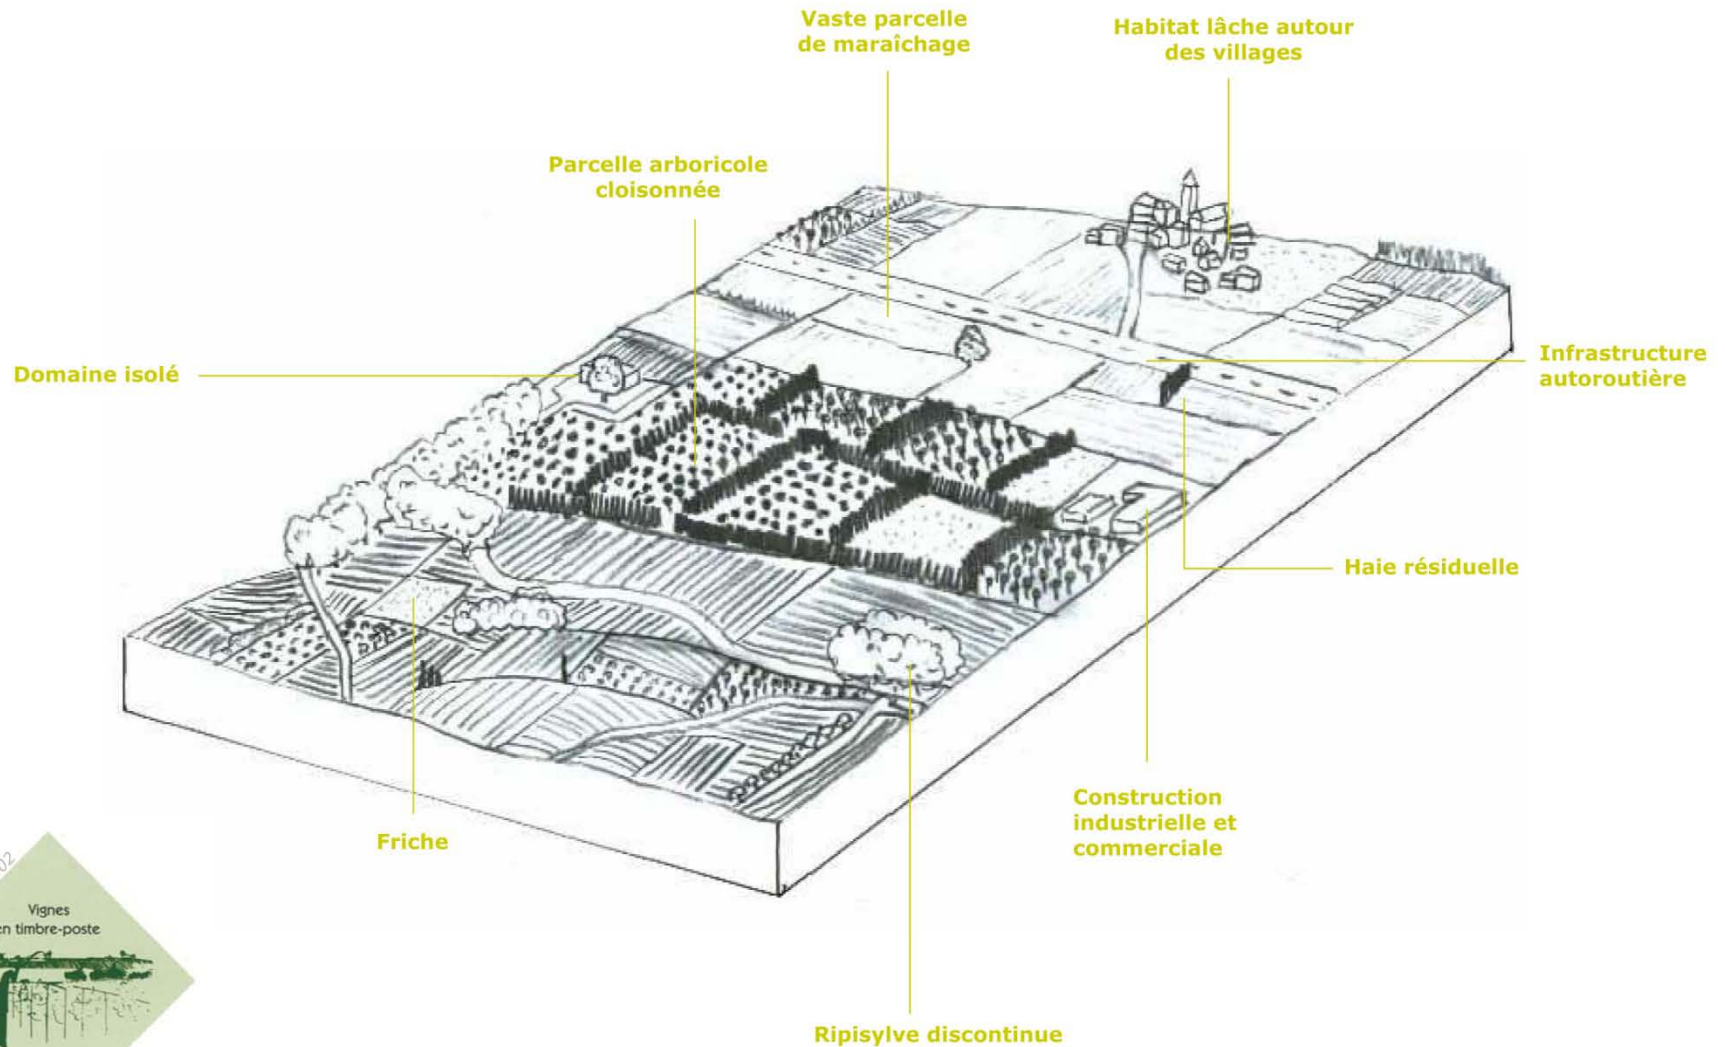 Vaste parcelle
de maraîchage
Habitat lâche autour
des villages
Parcelle arboricole
cloisonnée
Domaine isolé
Infrastructure
autoroutière
Haie résiduelle
Construction
industrielle et
commerciale
Friche
Ripisylve discontinue
02
Vignes
en timbre-poste